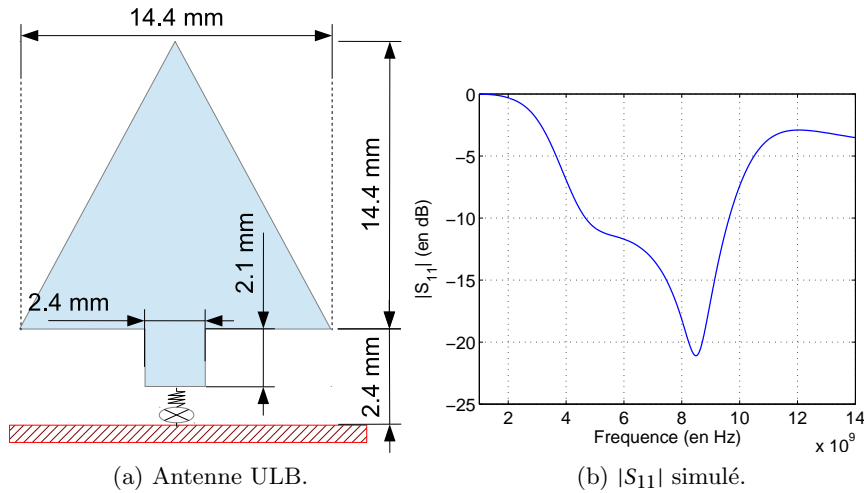 14.4 mm
14.4 mm
2.1 mm
2.4 mm
2.4 mm
(a) Antenne ULB.
0
−5
−10
−15
−20
−25
|S11| (en dB)
2 4 6 8 10 12 14
Frequence (en Hz)
x 10⁹
(b) |S11| simulé.